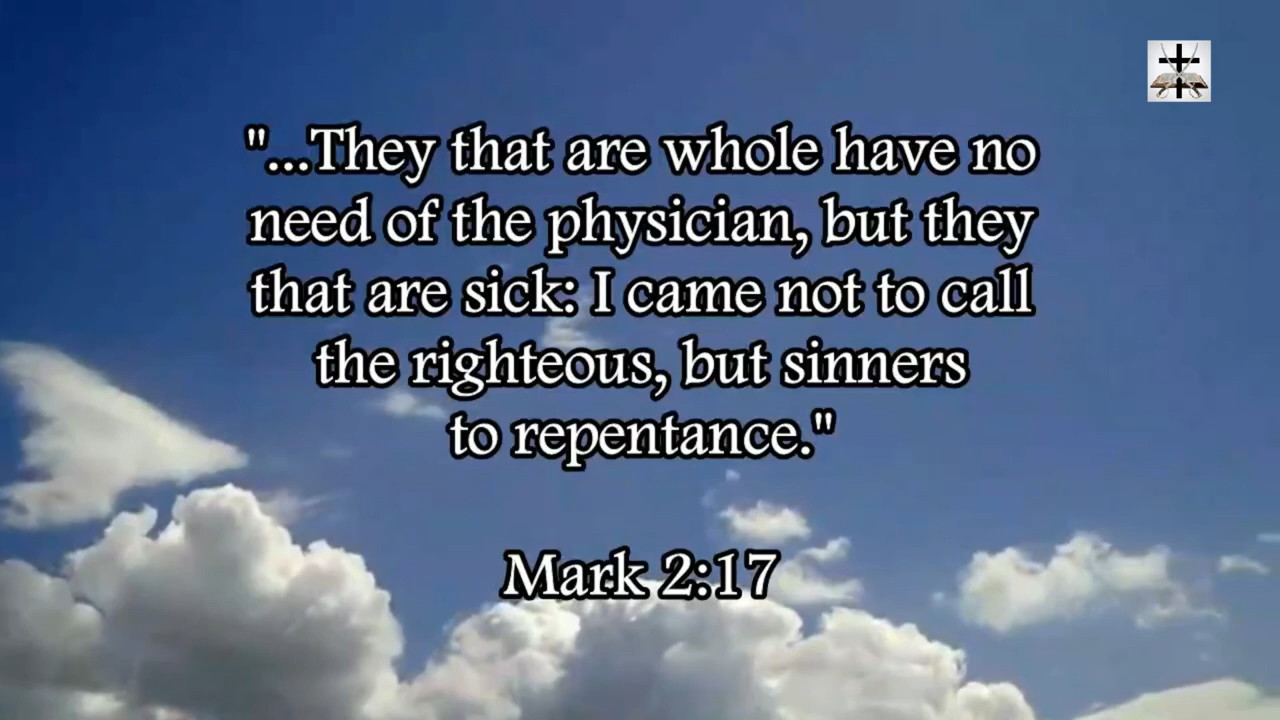 "...They that are whole have no
need of the physician, but they
that are sick: I came not to call
the righteous, but sinners
to repentance."
Mark 2:17